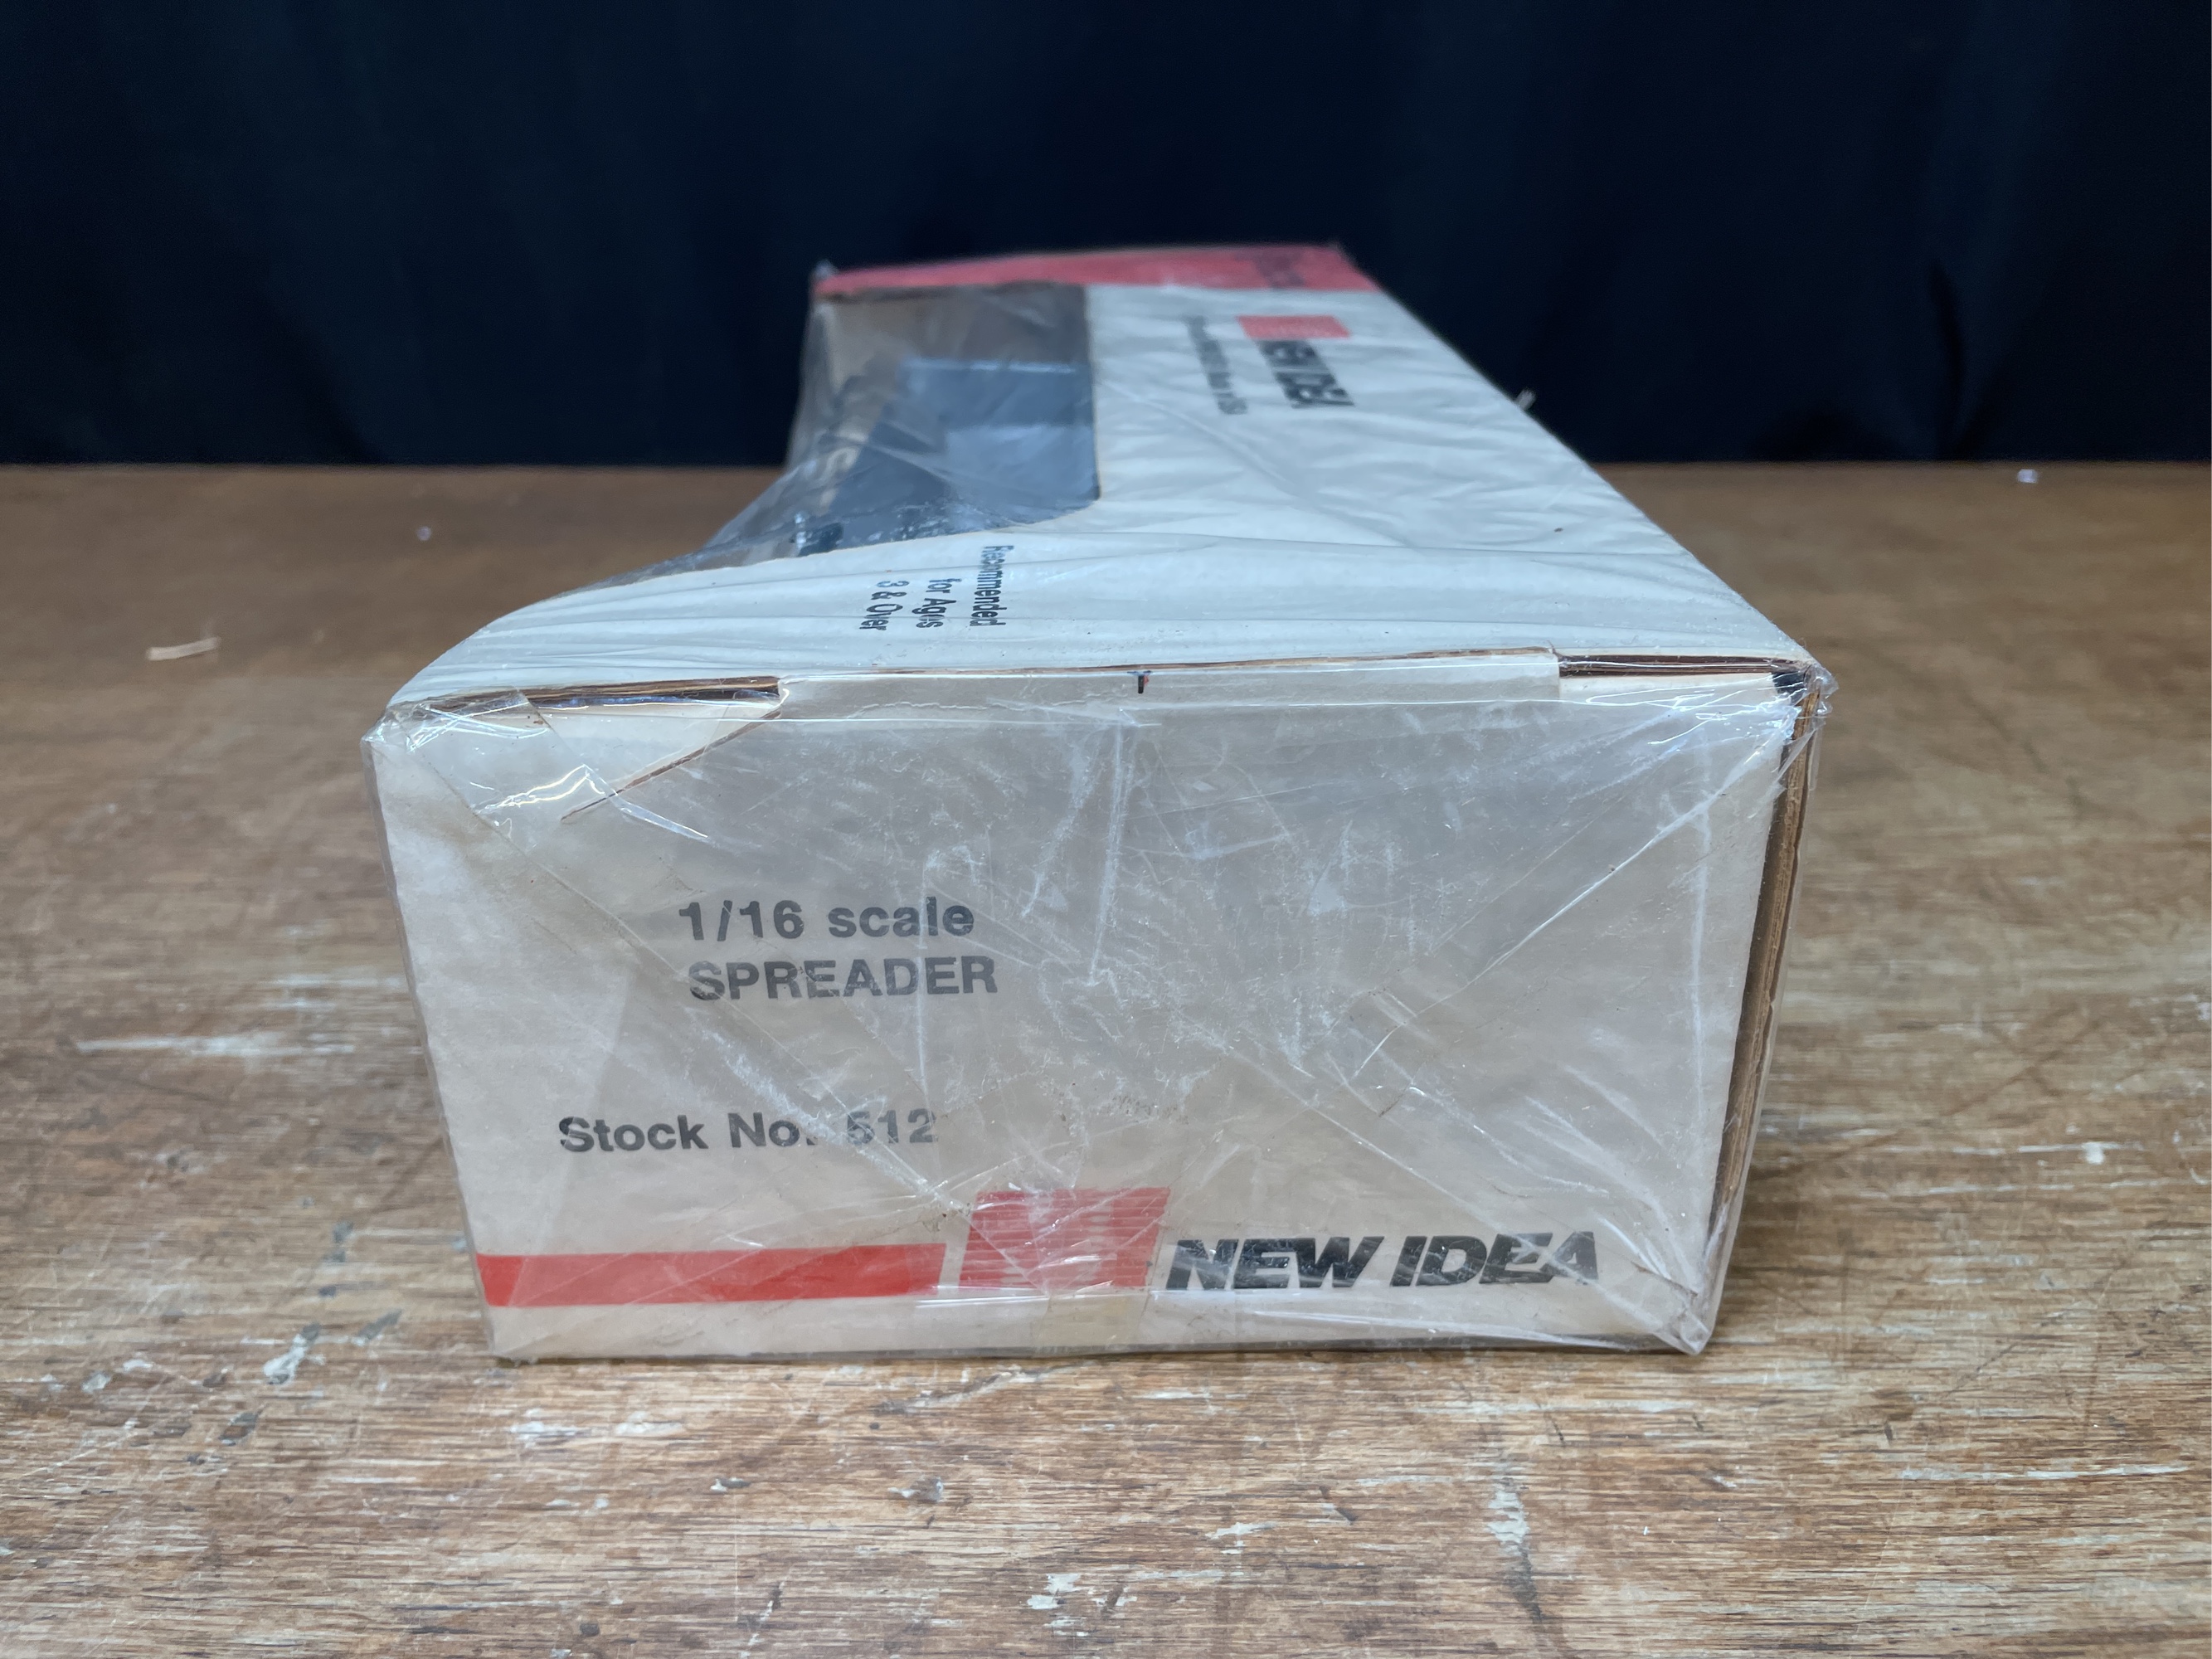 NEW IDEA
Recommended
for Ages
3 & Over
1/16 scale
SPREADER
Stock No. 512
NEW IDEA